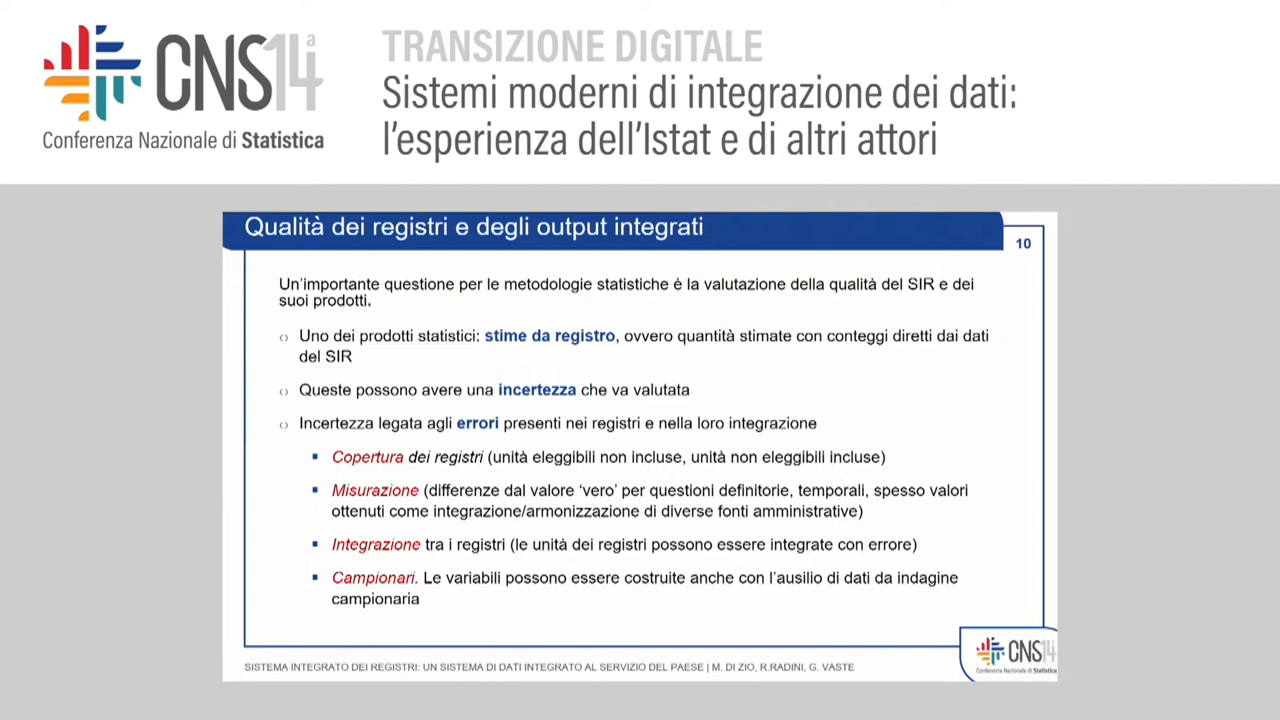 CNS14ª
Conferenza Nazionale di Statistica
TRANSIZIONE DIGITALE
Sistemi moderni di integrazione dei dati:
l'esperienza dell'Istat e di altri attori
Qualità dei registri e degli output integrati
10
Un'importante questione per le metodologie statistiche è la valutazione della qualità del SIR e dei
suoi prodotti.
Uno dei prodotti statistici: stime da registro, ovvero quantità stimate con conteggi diretti dai dati
del SIR
Queste possono avere una incertezza che va valutata
Incertezza legata agli errori presenti nei registri e nella loro integrazione
Copertura dei registri (unità eleggibili non incluse, unità non eleggibili incluse)
Misurazione (differenze dal valore 'vero' per questioni definitorie, temporali, spesso valori
ottenuti come integrazione/armonizzazione di diverse fonti amministrative)
Integrazione tra i registri (le unità dei registri possono essere integrate con errore)
Campionari. Le variabili possono essere costruite anche con l'ausilio di dati da indagine
campionaria
SISTEMA INTEGRATO DEI REGISTRI: UN SISTEMA DI DATI INTEGRATO AL SERVIZIO DEL PAESE | M. DI ZIO, R.RADINI, G. VASTE
CNS14
Conferenza Nazionale di Statistica